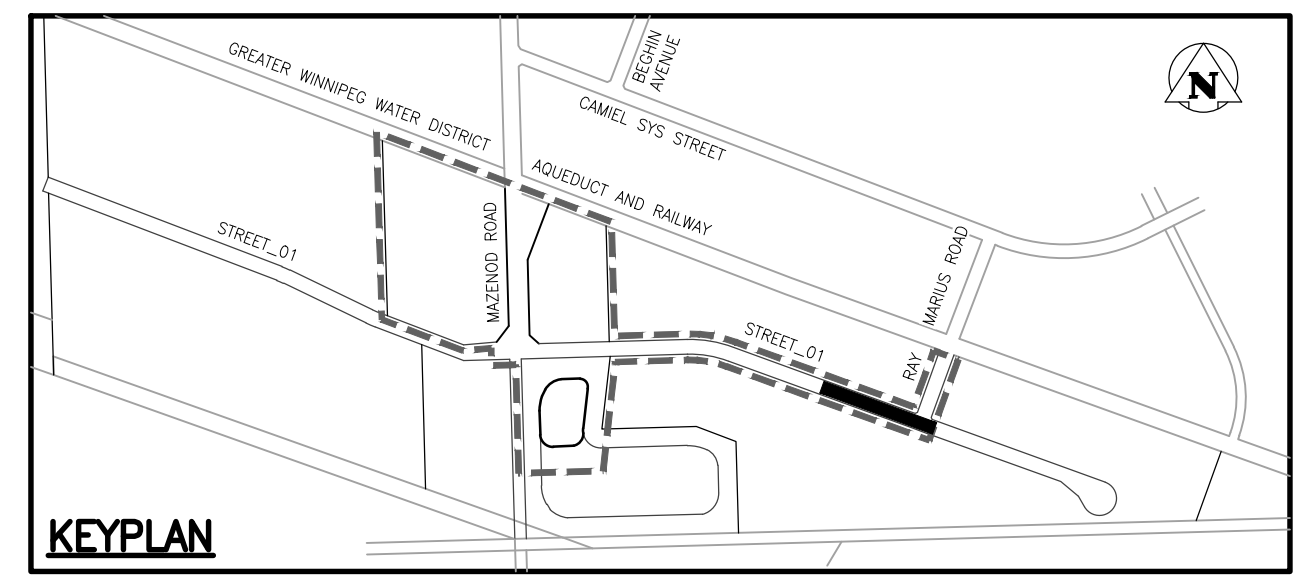 GREATER WINNIPEG WATER DISTRICT
BEGHIN
AVENUE
CAMIEL SYS STREET
N
AQUEDUCT AND RAILWAY
STREET_01
MAZENOD ROAD
RAY
MARIUS ROAD
STREET_01
KEYPLAN